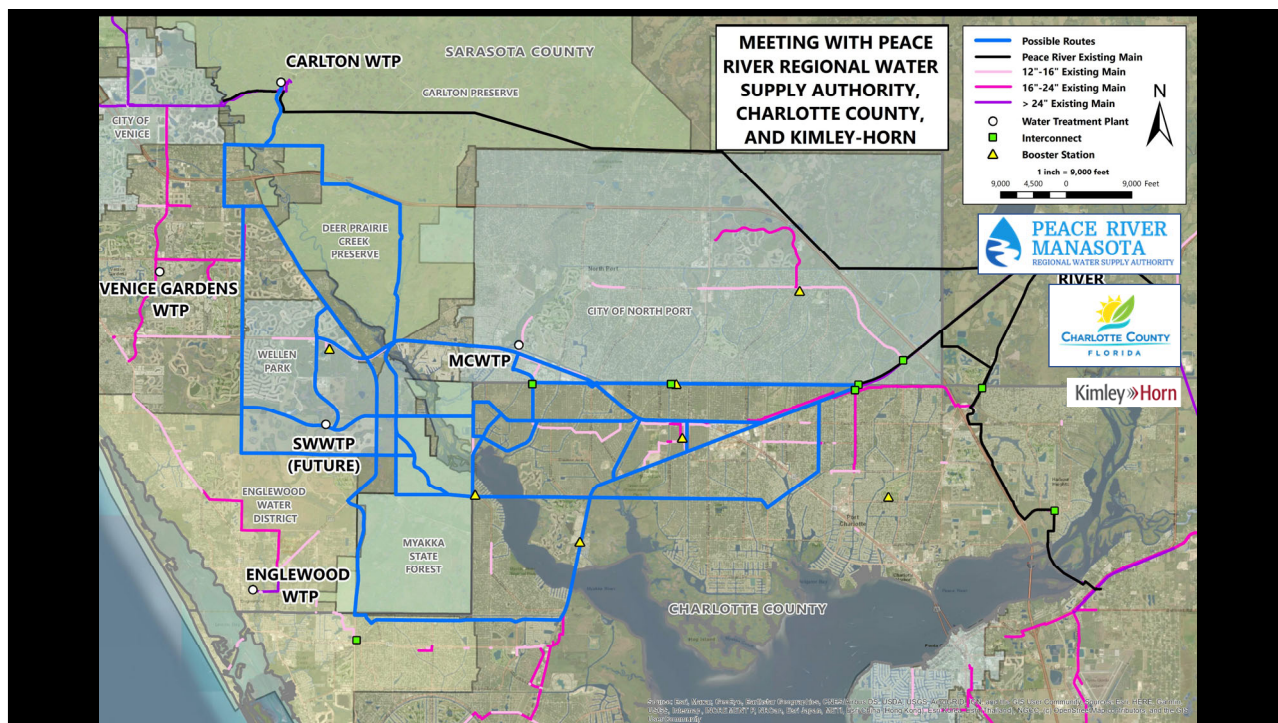 MEETING WITH PEACE
RIVER REGIONAL WATER
SUPPLY AUTHORITY,
CHARLOTTE COUNTY,
AND KIMLEY-HORN
Possible Routes
Peace River Existing Main
12"-16" Existing Main
16"-24" Existing Main
> 24" Existing Main
Water Treatment Plant
Interconnect
Booster Station
N
1 inch = 9,000 feet
9,000 4,500 0 9,000 Feet
PEACE RIVER
MANASOTA
REGIONAL WATER SUPPLY AUTHORITY
RIVER
CHARLOTTE COUNTY
FLORIDA
Kimley»Horn
SARASOTA COUNTY
CARLTON WTP
CARLTON PRESERVE
CITY OF
VENICE
DEER PRAIRIE
CREEK
PRESERVE
VENICE GARDENS
WTP
North Port
CITY OF NORTH PORT
WELLEN
PARK
MCWTP
SWWTP
(FUTURE)
ENGLEWOOD
WATER
DISTRICT
Port
Charlotte
MYAKKA
STATE
FOREST
ENGLEWOOD
WTP
CHARLOTTE COUNTY